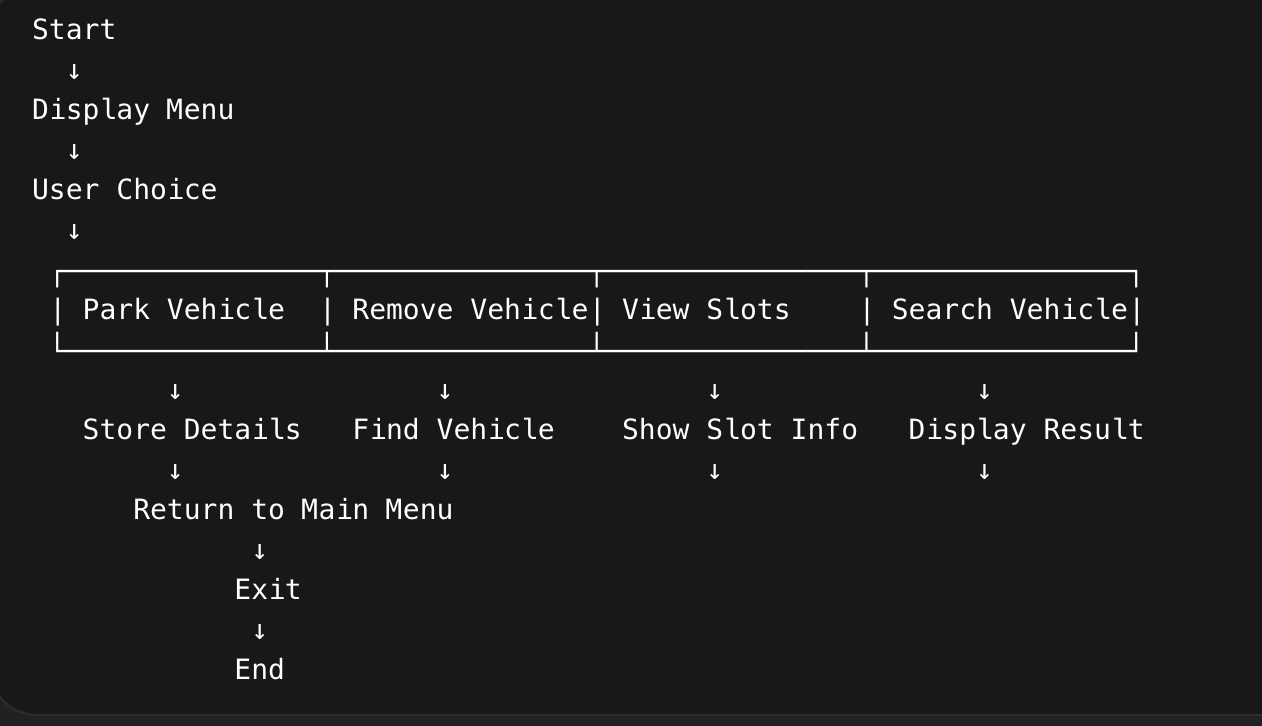 Start
↓
Display Menu
↓
User Choice
↓
| Park Vehicle | Remove Vehicle| View Slots | Search Vehicle|
↓ ↓ ↓ ↓
Store Details Find Vehicle Show Slot Info Display Result
↓ ↓ ↓ ↓
Return to Main Menu
↓
Exit
↓
End